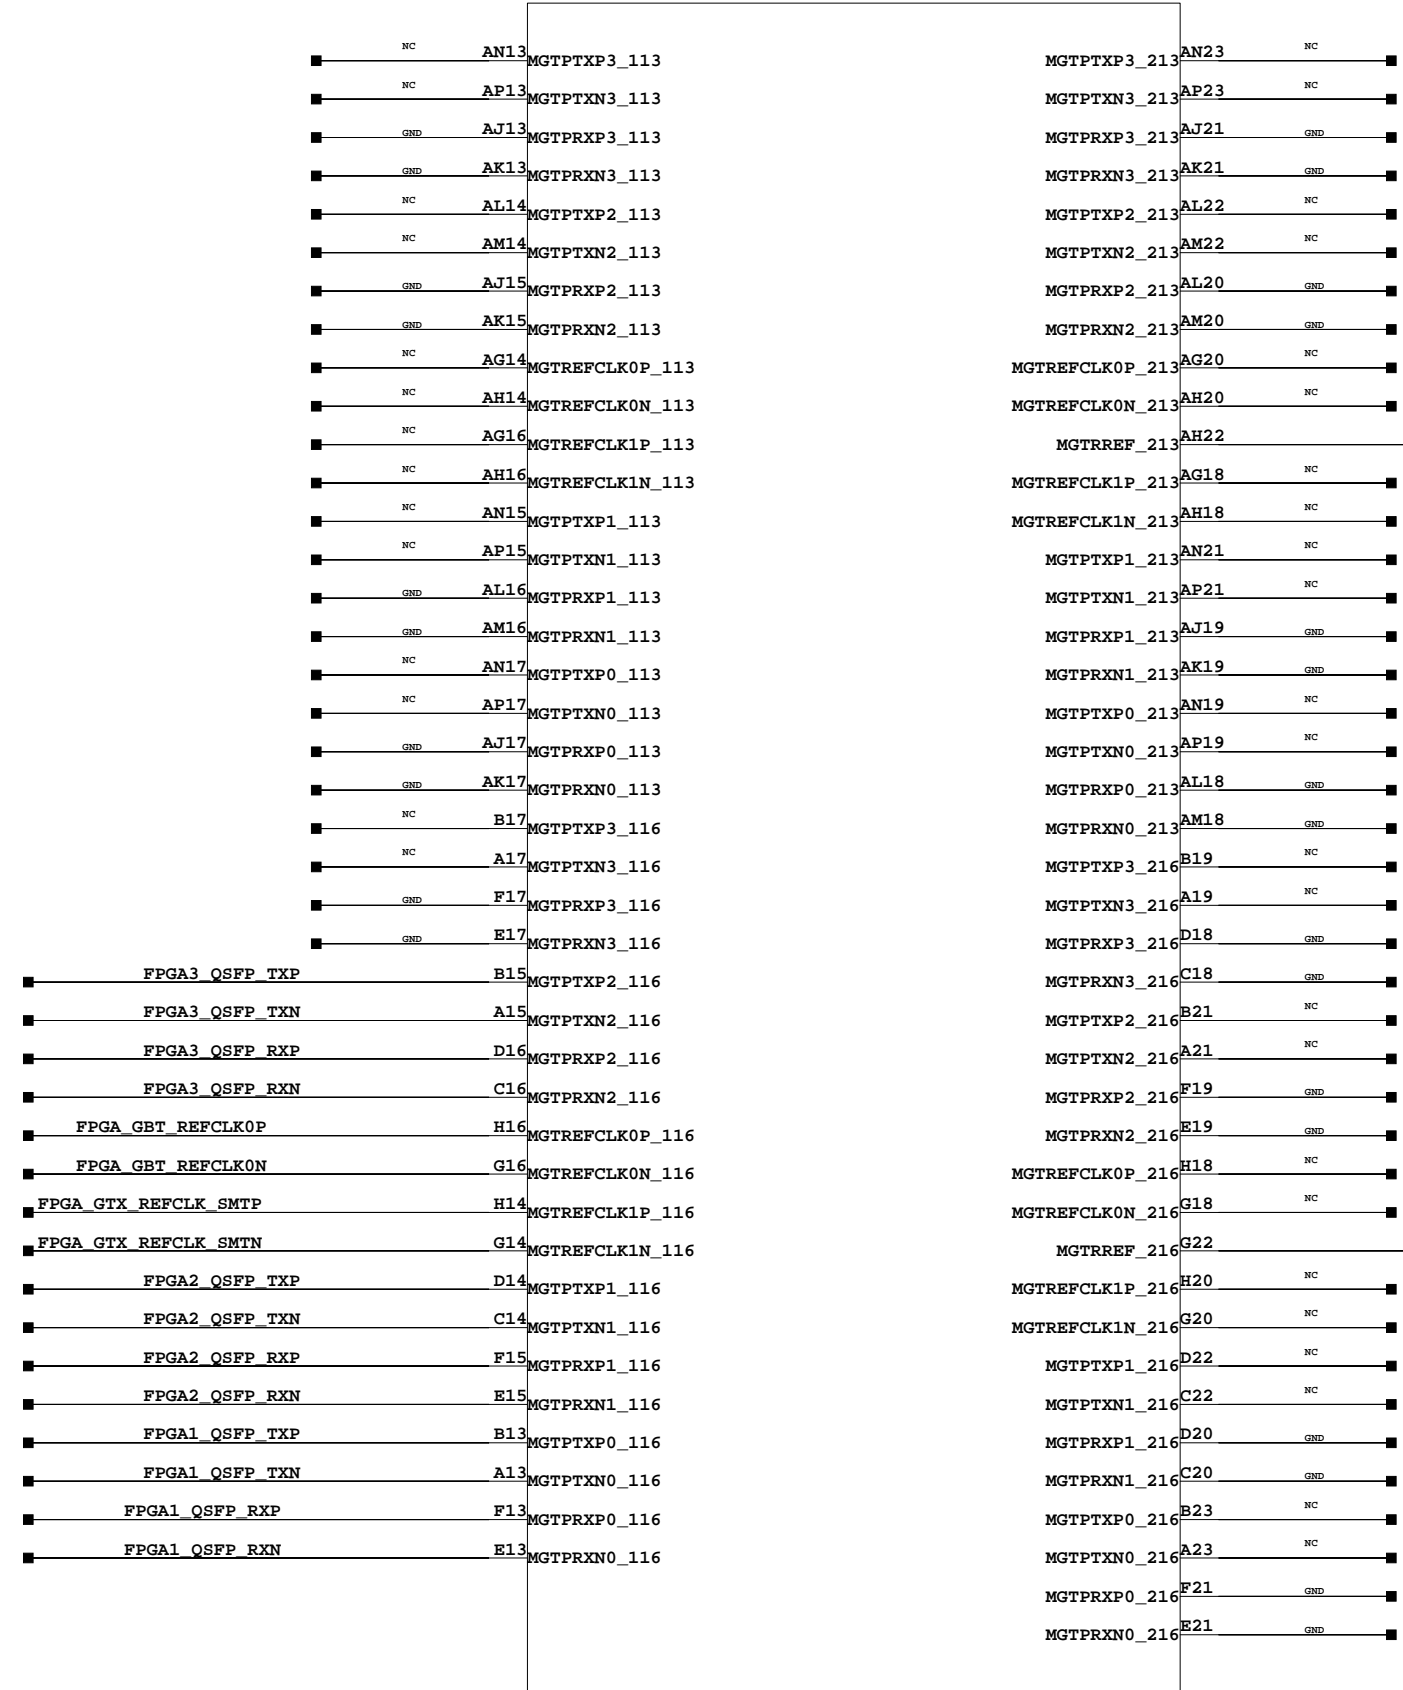 NC AN13 MGTPTXP3_113 MGTPTXP3_213 AN23 NC
NC AP13 MGTPTXN3_113 MGTPTXN3_213 AP23 NC
GND AJ13 MGTPRXP3_113 MGTPRXP3_213 AJ21 GND
GND AK13 MGTPRXN3_113 MGTPRXN3_213 AK21 GND
NC AL14 MGTPTXP2_113 MGTPTXP2_213 AL22 NC
NC AM14 MGTPTXN2_113 MGTPTXN2_213 AM22 NC
GND AJ15 MGTPRXP2_113 MGTPRXP2_213 AL20 GND
GND AK15 MGTPRXN2_113 MGTPRXN2_213 AM20 GND
NC AG14 MGTREFCLK0P_113 MGTREFCLK0P_213 AG20 NC
NC AH14 MGTREFCLK0N_113 MGTREFCLK0N_213 AH20 NC
NC AG16 MGTREFCLK1P_113 MGTRREF_213 AH22
NC AH16 MGTREFCLK1N_113 MGTREFCLK1P_213 AG18 NC
NC AN15 MGTPTXP1_113 MGTREFCLK1N_213 AH18 NC
NC AP15 MGTPTXN1_113 MGTPTXP1_213 AN21 NC
GND AL16 MGTPRXP1_113 MGTPTXN1_213 AP21 NC
GND AM16 MGTPRXN1_113 MGTPRXP1_213 AJ19 GND
NC AN17 MGTPTXP0_113 MGTPRXN1_213 AK19 GND
NC AP17 MGTPTXN0_113 MGTPTXP0_213 AN19 NC
GND AJ17 MGTPRXP0_113 MGTPTXN0_213 AP19 NC
GND AK17 MGTPRXN0_113 MGTPRXP0_213 AL18 GND
NC B17 MGTPTXP3_116 MGTPRXN0_213 AM18 GND
NC A17 MGTPTXN3_116 MGTPTXP3_216 B19 NC
GND F17 MGTPRXP3_116 MGTPTXN3_216 A19 NC
GND E17 MGTPRXN3_116 MGTPRXP3_216 D18 GND
FPGA3_QSFP_TXP B15 MGTPTXP2_116 MGTPRXN3_216 C18 GND
FPGA3_QSFP_TXN A15 MGTPTXN2_116 MGTPTXP2_216 B21 NC
FPGA3_QSFP_RXP D16 MGTPRXP2_116 MGTPTXN2_216 A21 NC
FPGA3_QSFP_RXN C16 MGTPRXN2_116 MGTPRXP2_216 F19 GND
FPGA_GBT_REFCLK0P H16 MGTREFCLK0P_116 MGTPRXN2_216 E19 GND
FPGA_GBT_REFCLK0N G16 MGTREFCLK0N_116 MGTREFCLK0P_216 H18 NC
FPGA_GTX_REFCLK_SMTP H14 MGTREFCLK1P_116 MGTREFCLK0N_216 G18 NC
FPGA_GTX_REFCLK_SMTN G14 MGTREFCLK1N_116 MGTRREF_216 G22
FPGA2_QSFP_TXP D14 MGTPTXP1_116 MGTREFCLK1P_216 H20 NC
FPGA2_QSFP_TXN C14 MGTPTXN1_116 MGTREFCLK1N_216 G20 NC
FPGA2_QSFP_RXP F15 MGTPRXP1_116 MGTPTXP1_216 D22 NC
FPGA2_QSFP_RXN E15 MGTPRXN1_116 MGTPTXN1_216 C22 NC
FPGA1_QSFP_TXP B13 MGTPTXP0_116 MGTPRXP1_216 D20 GND
FPGA1_QSFP_TXN A13 MGTPTXN0_116 MGTPRXN1_216 C20 GND
FPGA1_QSFP_RXP F13 MGTPRXP0_116 MGTPTXP0_216 B23 NC
FPGA1_QSFP_RXN E13 MGTPRXN0_116 MGTPTXN0_216 A23 NC
MGTPRXP0_216 F21 GND
MGTPRXN0_216 E21 GND